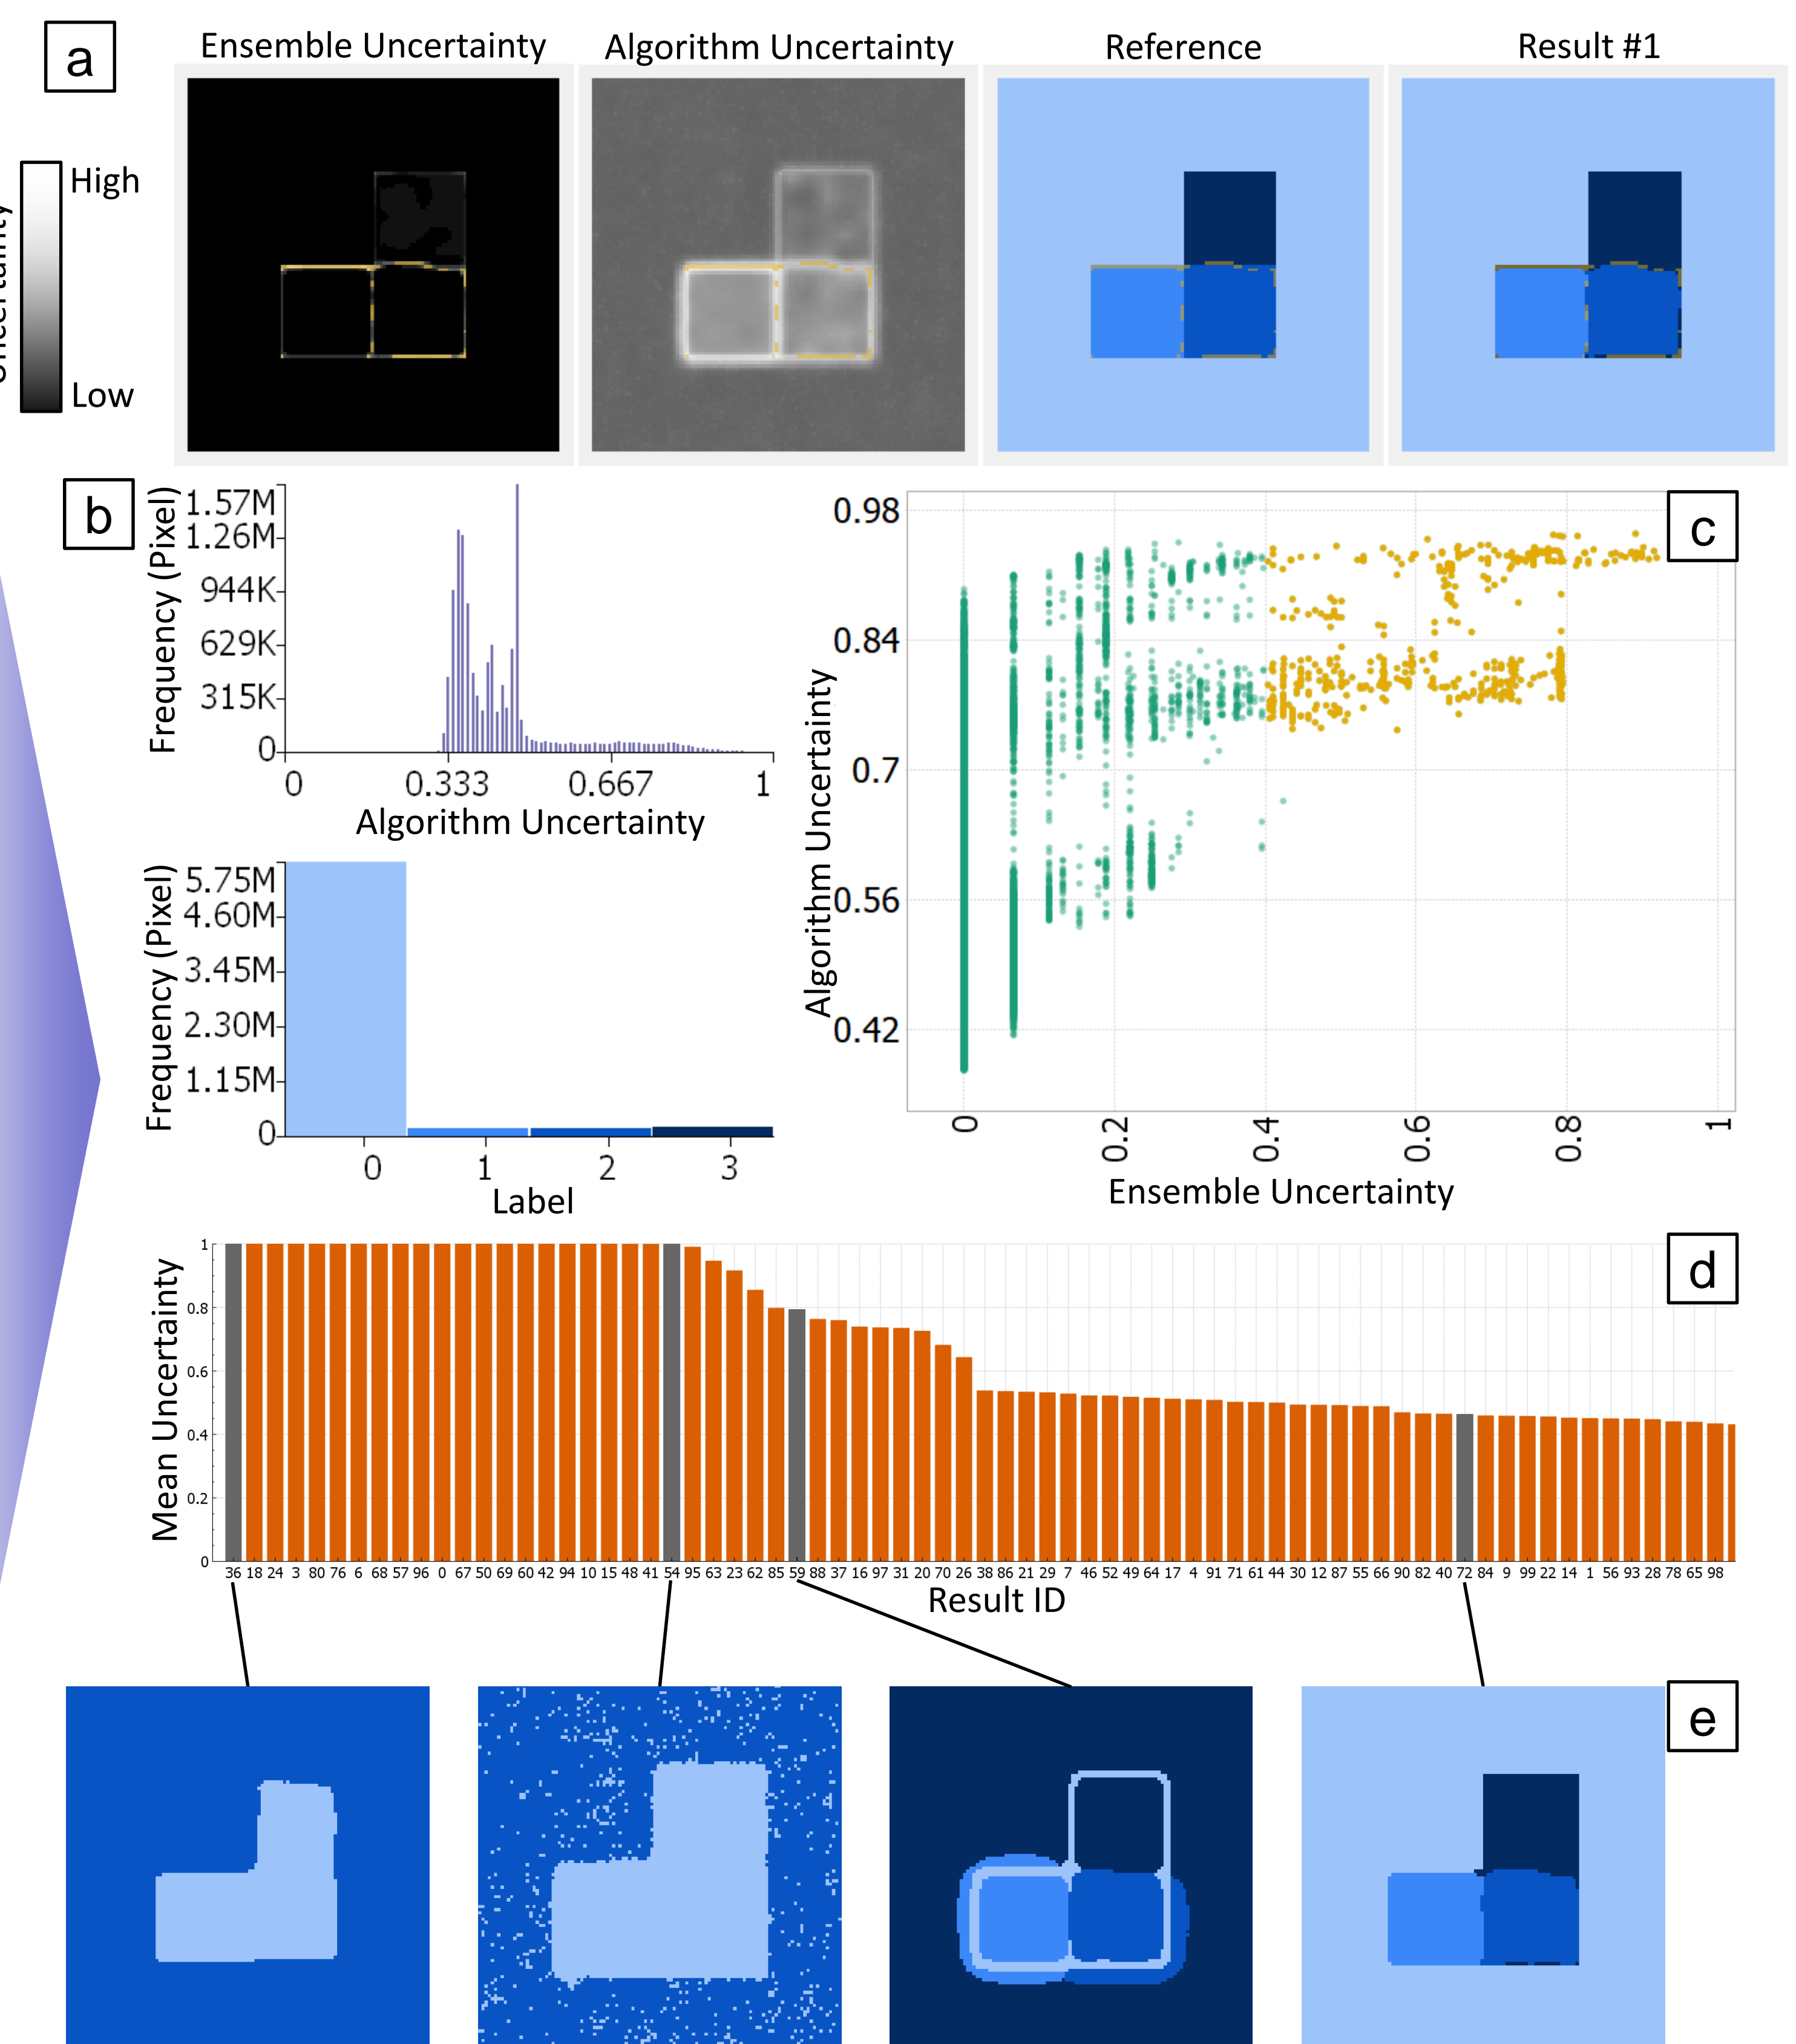 a
Ensemble Uncertainty
Algorithm Uncertainty
Reference
Result #1
High
Low
b
Frequency (Pixel)
1.57M
1.26M
944K
629K
315K
0
0 0.333 0.667 1
Algorithm Uncertainty
Frequency (Pixel)
5.75M
4.60M
3.45M
2.30M
1.15M
0
0 1 2 3
Label
c
Algorithm Uncertainty
0.98
0.84
0.7
0.56
0.42
0 0.2 0.4 0.6 0.8 1
Ensemble Uncertainty
d
Mean Uncertainty
1
0.8
0.6
0.4
0.2
0
36 18 24 3 80 76 6 68 57 96 0 67 50 69 60 42 94 10 15 48 41 54 95 63 23 62 85 59 88 37 16 97 31 20 70 26 38 86 21 29 7 46 52 49 64 17 4 91 71 61 44 30 12 87 55 66 90 82 40 72 84 9 99 22 14 1 56 93 28 78 65 98
Result ID
e